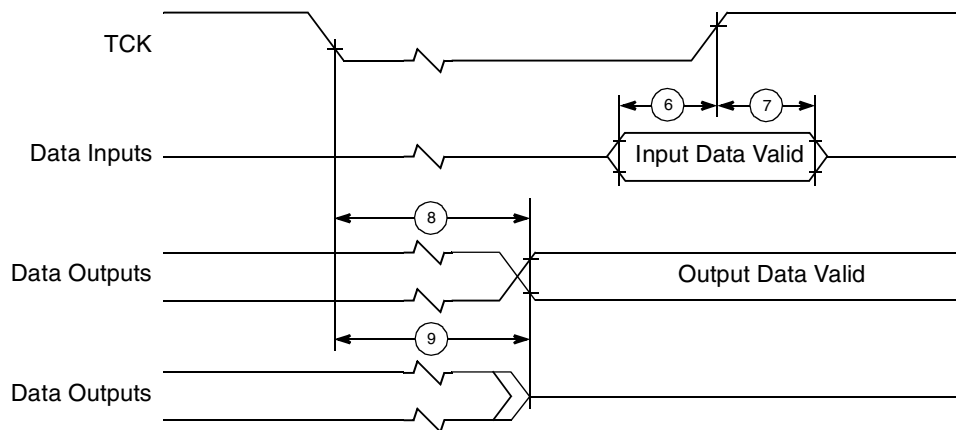 TCK
6
7
Data Inputs
Input Data Valid
8
Data Outputs
Output Data Valid
9
Data Outputs